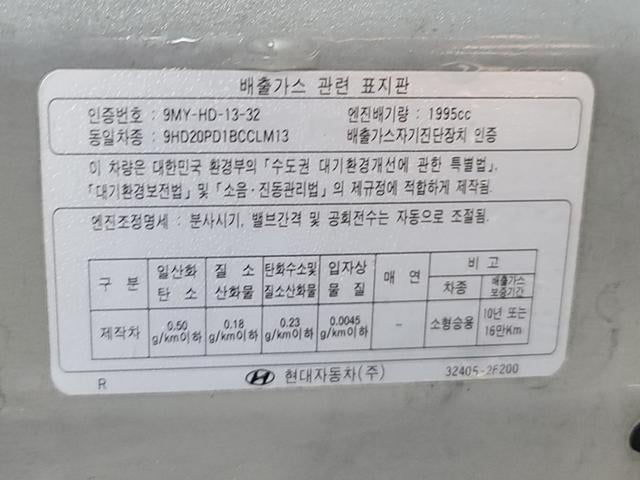 배출가스 관련 표지판
인증번호 : 9MY-HD-13-32 엔진배기량 : 1995cc
동일차종 : 9HD20PD1BCCLM13 배출가스자기진단장치 인증
이 차량은 대한민국 환경부의 「수도권 대기환경개선에 관한 특별법」,
「대기환경보전법」 및 「소음·진동관리법」의 제규정에 적합하게 제작됨.
엔진조정명세 : 분사시기, 밸브간격 및 공회전수는 자동으로 조절됨.
구 분 일산화 탄 소 질 소 산화물 탄화수소및 질소산화물 입자상 물 질 매 연 비 고
차종 배출가스 보증기간
제작차 0.50 g/km이하 0.18 g/km이하 0.23 g/km이하 0.0045 g/km이하 - 소형승용 10년 또는 16만Km
R 현대자동차(주) 32405-2F200